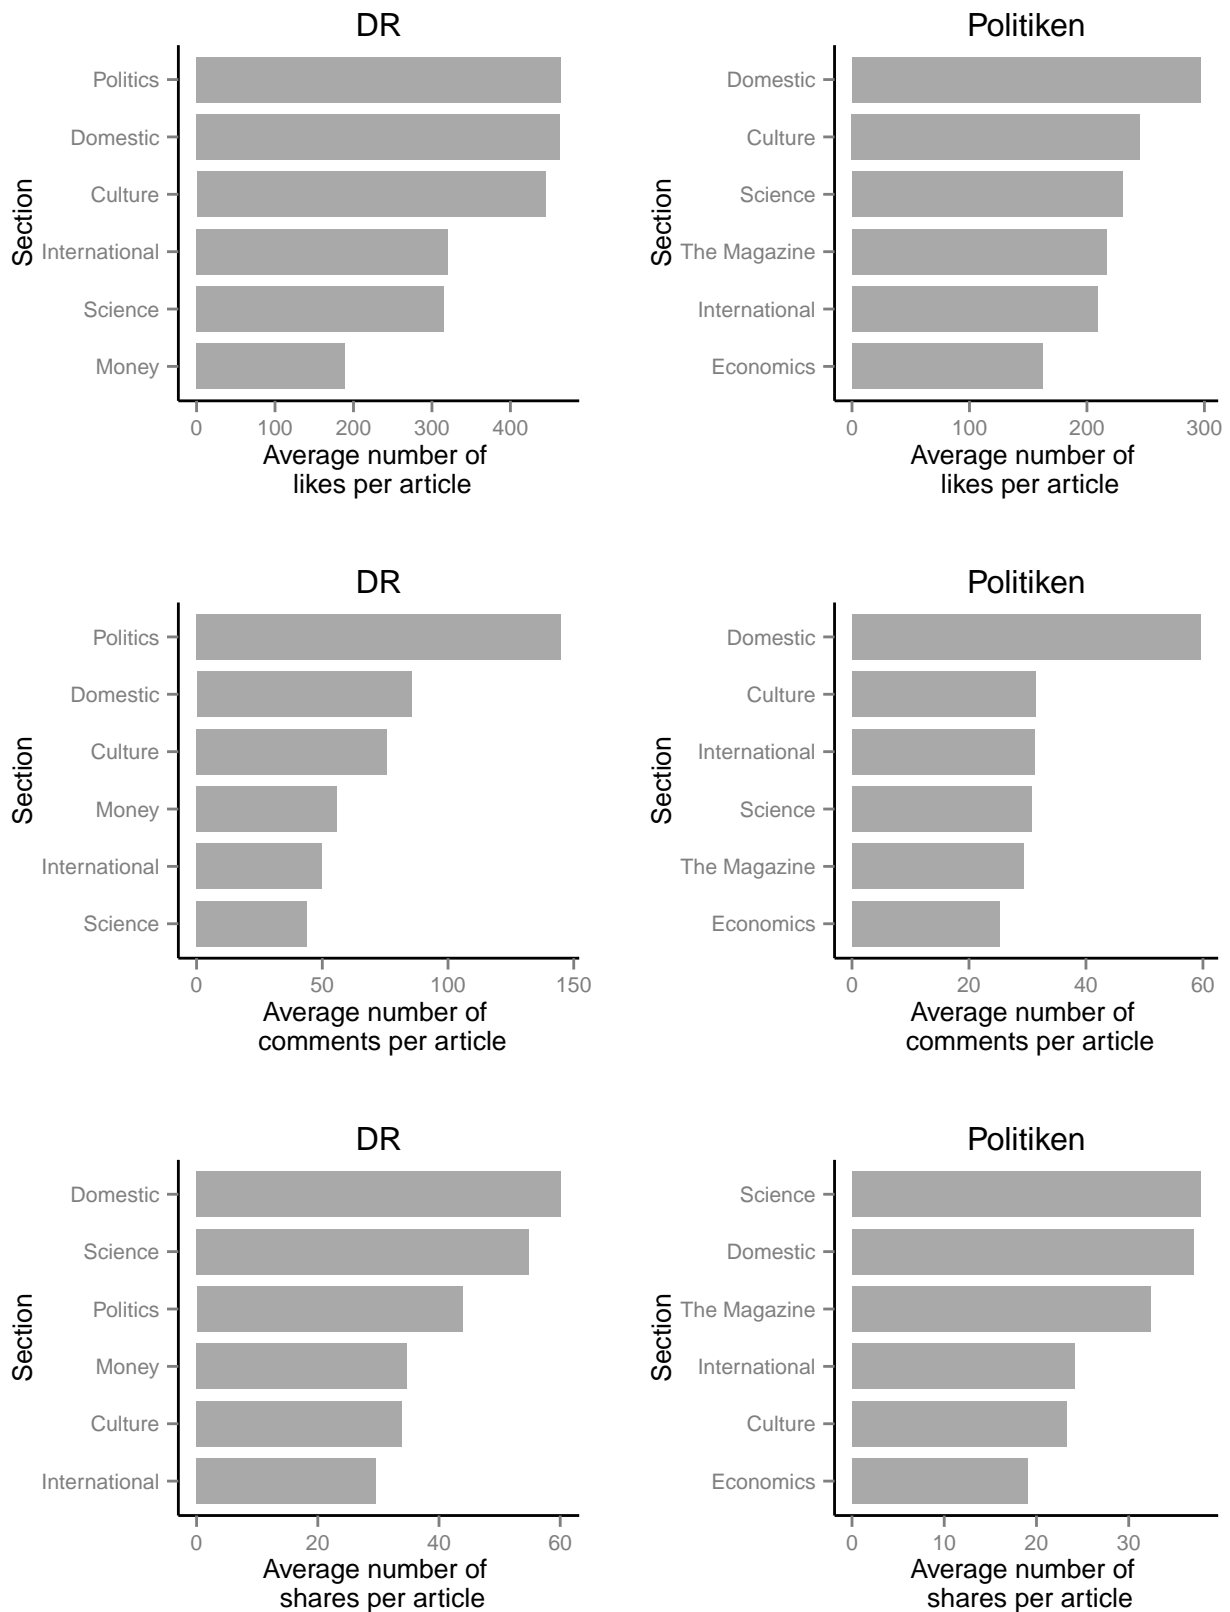 DR
Section
Politics
Domestic
Culture
International
Science
Money
0 100 200 300 400
Average number of
likes per article
Politiken
Section
Domestic
Culture
Science
The Magazine
International
Economics
0 100 200 300
Average number of
likes per article
DR
Section
Politics
Domestic
Culture
Money
International
Science
0 50 100 150
Average number of
comments per article
Politiken
Section
Domestic
Culture
International
Science
The Magazine
Economics
0 20 40 60
Average number of
comments per article
DR
Section
Domestic
Science
Politics
Money
Culture
International
0 20 40 60
Average number of
shares per article
Politiken
Section
Science
Domestic
The Magazine
International
Culture
Economics
0 10 20 30
Average number of
shares per article